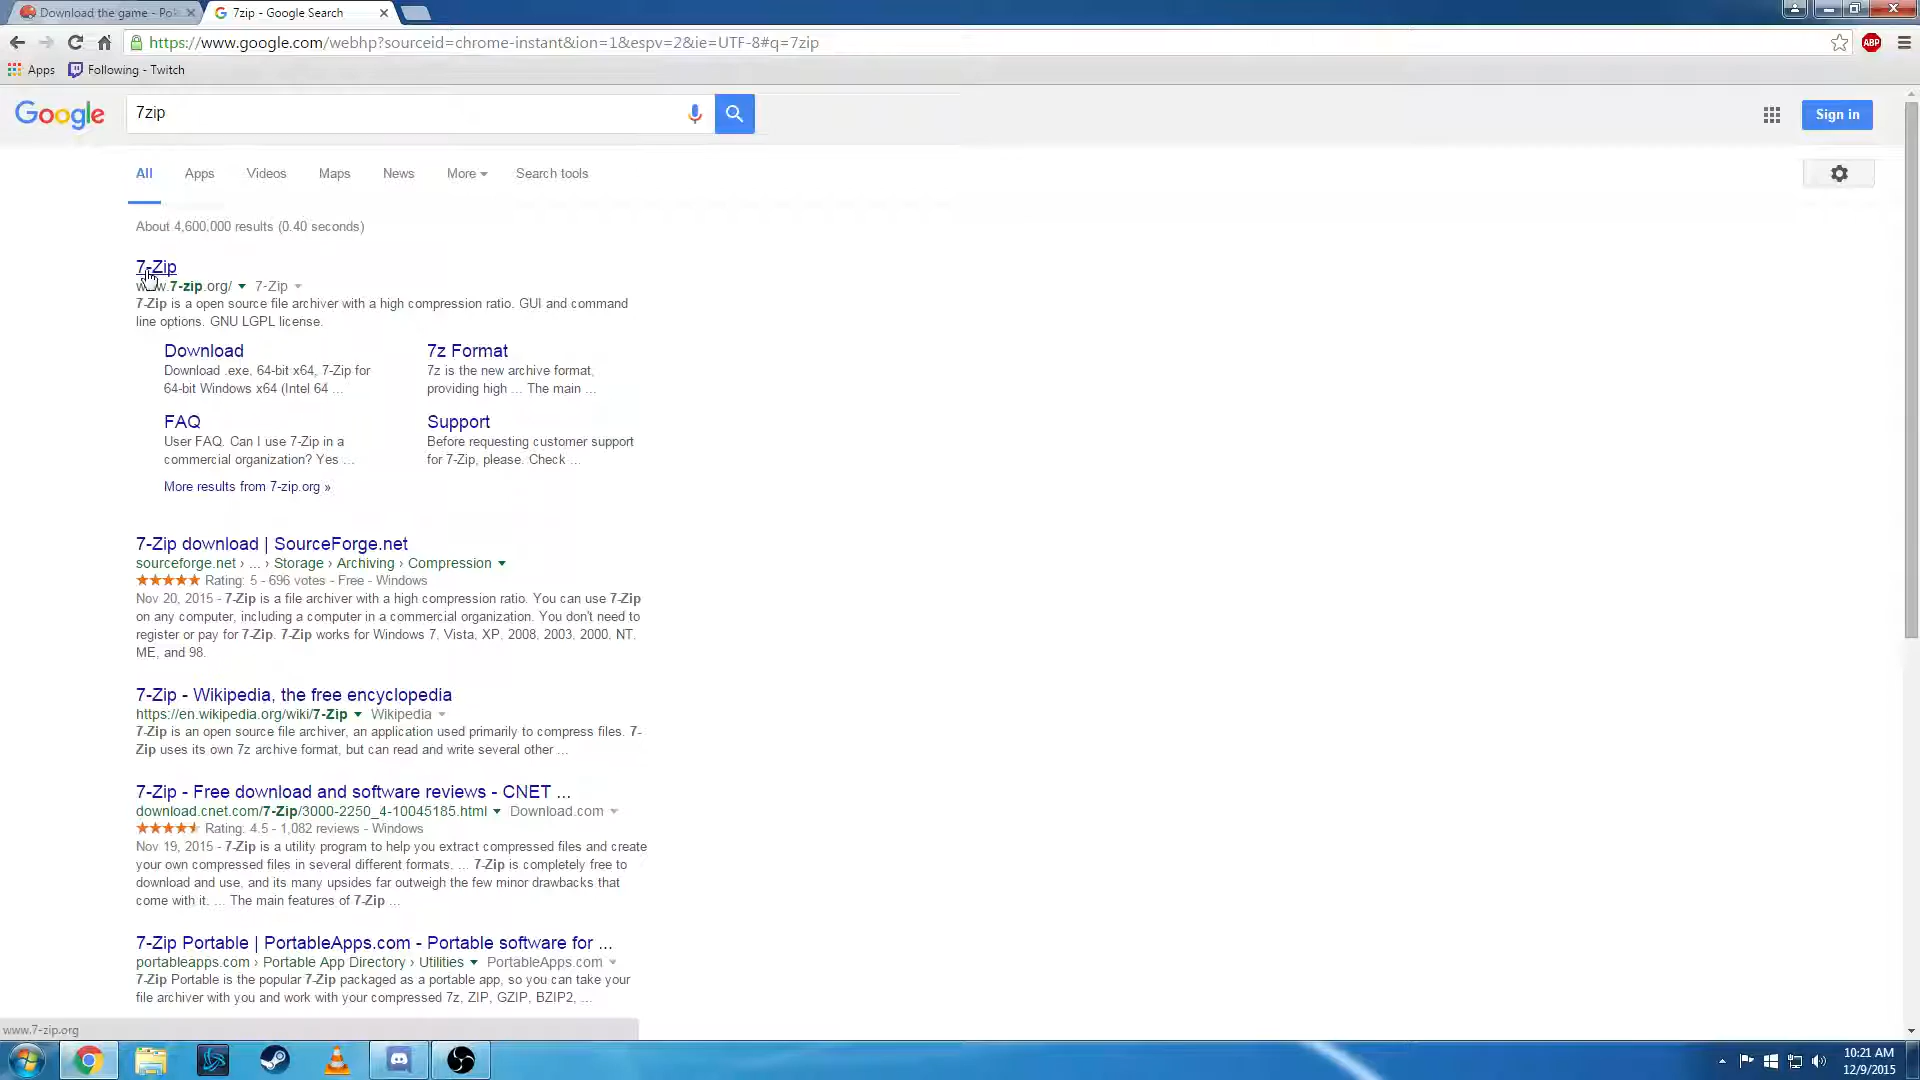 Download the game - Pok
7zip - Google Search
https://www.google.com/webhp?sourceid=chrome-instant&ion=1&espv=2&ie=UTF-8#q=7zip
ABP
Apps
Following - Twitch
Google
7zip
Sign in
All
Apps
Videos
Maps
News
More
Search tools
About 4,600,000 results (0.40 seconds)
7-Zip
www.7-zip.org/ 7-Zip
7-Zip is a open source file archiver with a high compression ratio. GUI and command
line options. GNU LGPL license.
Download
Download .exe, 64-bit x64, 7-Zip for
64-bit Windows x64 (Intel 64 ...
7z Format
7z is the new archive format,
providing high ... The main ...
FAQ
User FAQ. Can I use 7-Zip in a
commercial organization? Yes ...
Support
Before requesting customer support
for 7-Zip, please. Check ...
More results from 7-zip.org »
7-Zip download | SourceForge.net
sourceforge.net › ... › Storage › Archiving › Compression
Rating: 5 - 696 votes - Free - Windows
Nov 20, 2015 - 7-Zip is a file archiver with a high compression ratio. You can use 7-Zip
on any computer, including a computer in a commercial organization. You don't need to
register or pay for 7-Zip. 7-Zip works for Windows 7, Vista, XP, 2008, 2003, 2000, NT,
ME, and 98.
7-Zip - Wikipedia, the free encyclopedia
https://en.wikipedia.org/wiki/7-Zip Wikipedia
7-Zip is an open source file archiver, an application used primarily to compress files. 7-
Zip uses its own 7z archive format, but can read and write several other ...
7-Zip - Free download and software reviews - CNET ...
download.cnet.com/7-Zip/3000-2250_4-10045185.html Download.com
Rating: 4.5 - 1,082 reviews - Windows
Nov 19, 2015 - 7-Zip is a utility program to help you extract compressed files and create
your own compressed files in several different formats. ... 7-Zip is completely free to
download and use, and its many upsides far outweigh the few minor drawbacks that
come with it. ... The main features of 7-Zip ...
7-Zip Portable | PortableApps.com - Portable software for ...
portableapps.com › Portable App Directory › Utilities PortableApps.com
7-Zip Portable is the popular 7-Zip packaged as a portable app, so you can take your
file archiver with you and work with your compressed 7z, ZIP, GZIP, BZIP2, ...
www.7-zip.org
10:21 AM
12/9/2015